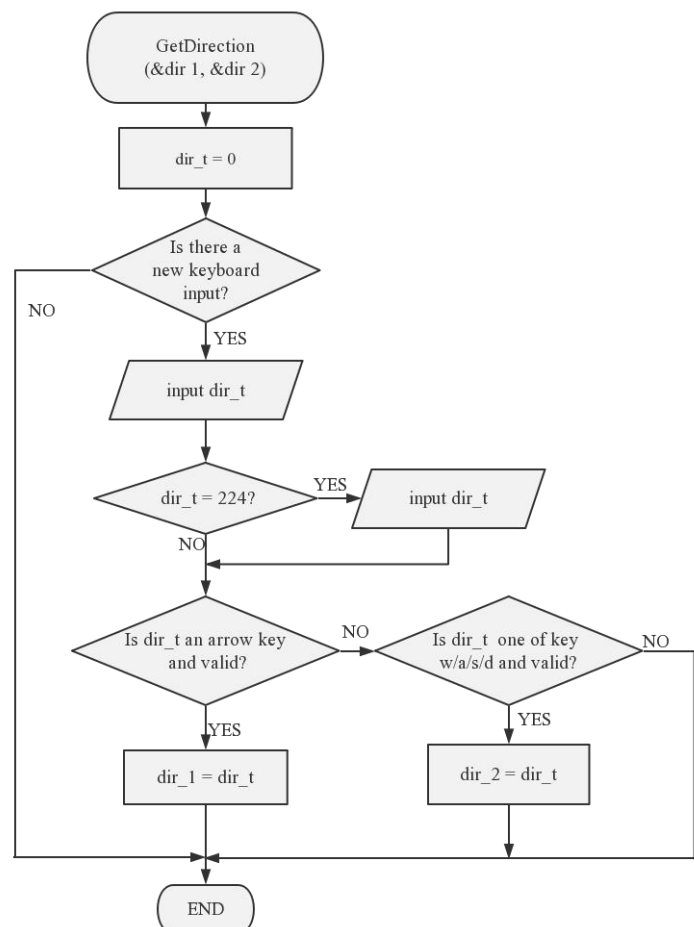 GetDirection
(&dir 1, &dir 2)
dir_t = 0
Is there a
new keyboard
input?
NO
YES
input dir_t
dir_t = 224?
YES
input dir_t
NO
Is dir_t an arrow key
and valid?
NO
Is dir_t one of key
w/a/s/d and valid?
NO
YES
YES
dir_1 = dir_t
dir_2 = dir_t
END